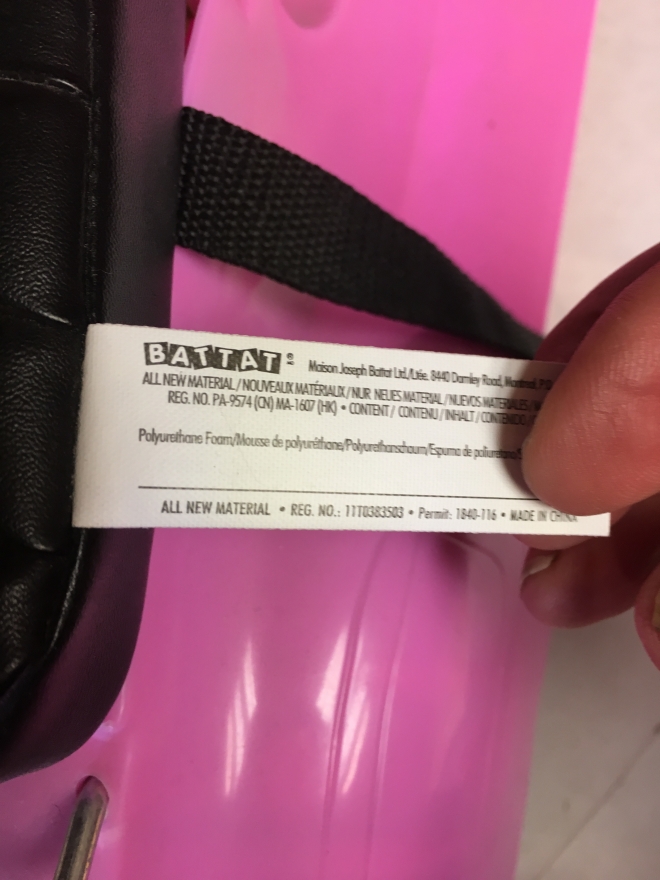 BATTAT® Maison Joseph Battat Ltd./Ltée. 8440 Darnley Road, Montreal,
ALL NEW MATERIAL/NOUVEAUX MATÉRIAUX/NUR NEUES MATERIAL/NUEVOS MATERIALES/
REG. NO. PA-9574 (CN) MA-1607 (HK) • CONTENT/ CONTENU/INHALT/CONTENIDO
Polyurethane Foam/Mousse de polyuréthane/Polyurethanschaum/Espuma de poliuretano
ALL NEW MATERIAL • REG. NO.: 11T0383503 • Permit: 1840-116 • MADE IN CHINA